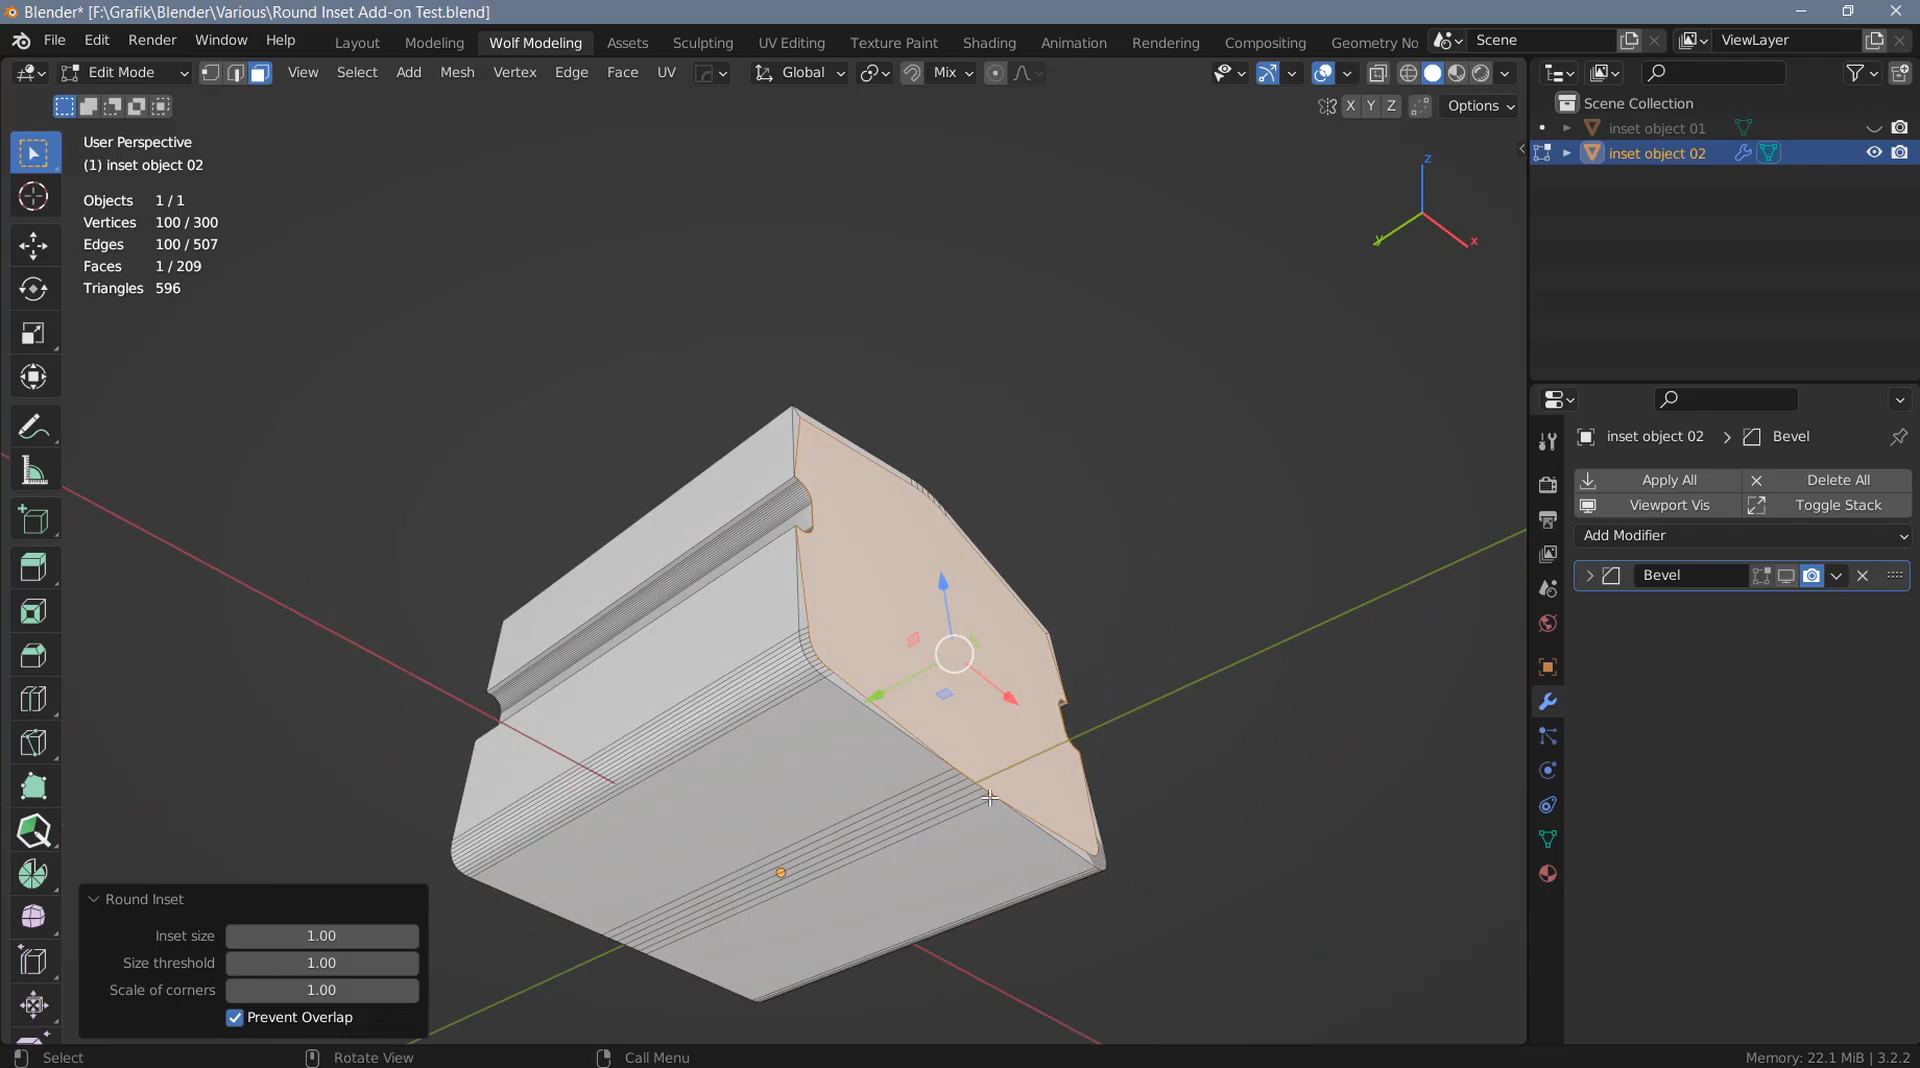 Blender* [F:\Grafik\Blender\Various\Round Inset Add-on Test.blend]
File Edit Render Window Help Layout Modeling Wolf Modeling Assets Sculpting UV Editing Texture Paint Shading Animation Rendering Compositing Geometry No Scene ViewLayer
Edit Mode View Select Add Mesh Vertex Edge Face UV Global Mix
X Y Z Options
Scene Collection
inset object 01
inset object 02
User Perspective
(1) inset object 02
Objects 1 / 1
Vertices 100 / 300
Edges 100 / 507
Faces 1 / 209
Triangles 596
Z
Y
X
inset object 02 Bevel
Apply All Delete All
Viewport Vis Toggle Stack
Add Modifier
Bevel
Round Inset
Inset size 1.00
Size threshold 1.00
Scale of corners 1.00
Prevent Overlap
Select Rotate View Call Menu Memory: 22.1 MiB | 3.2.2